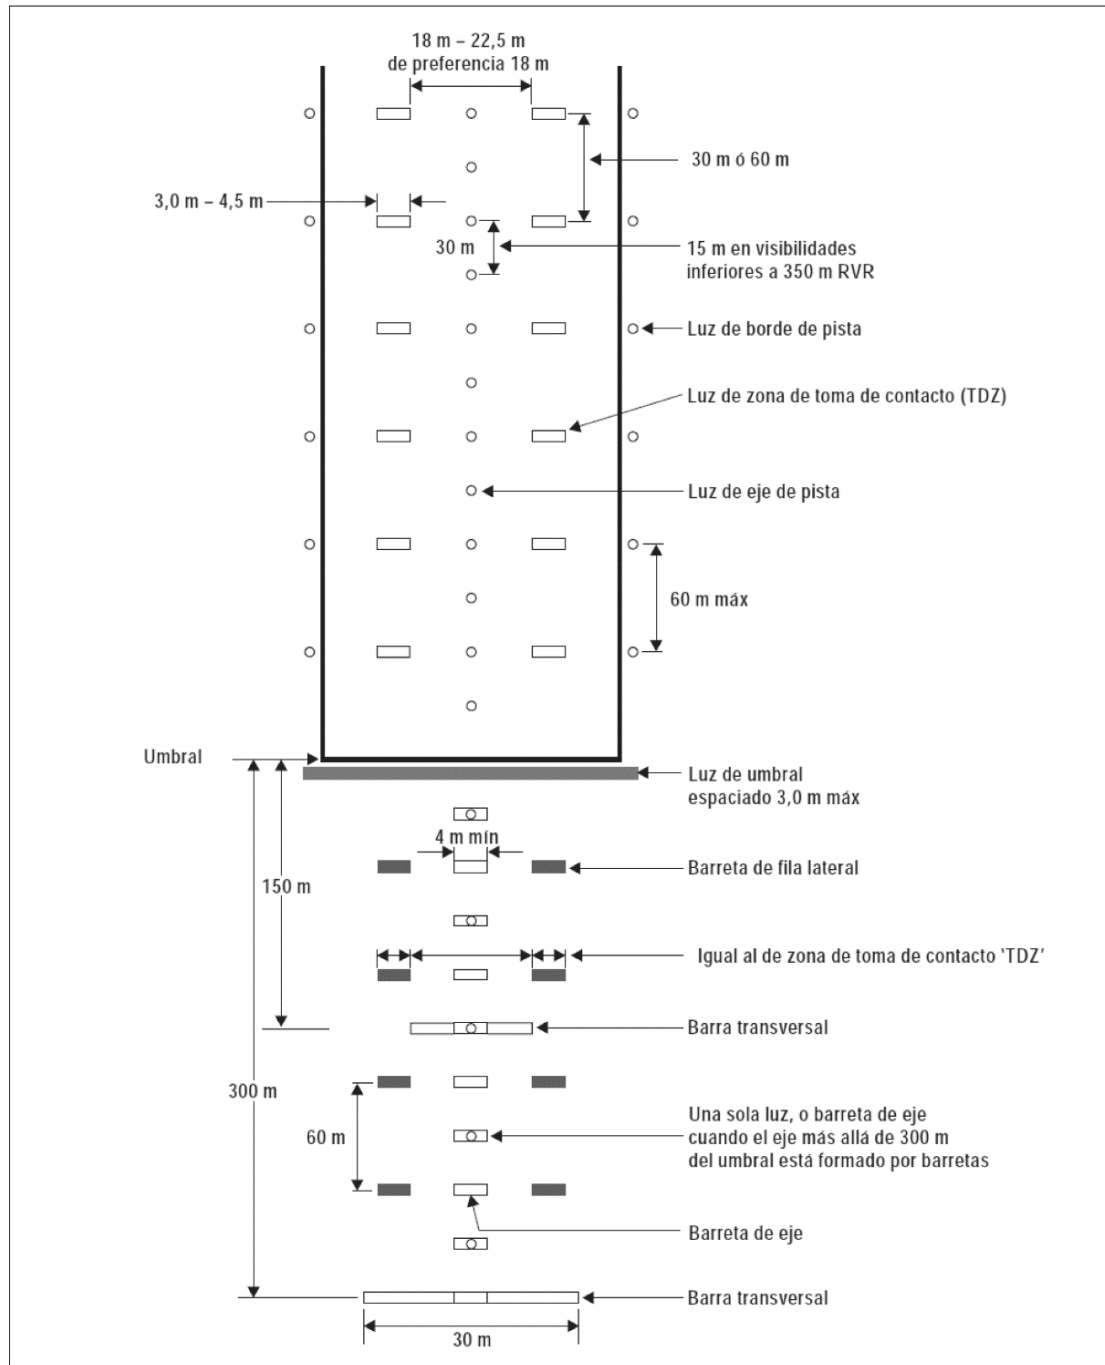 18 m – 22,5 m
de preferencia 18 m
30 m ó 60 m
3,0 m – 4,5 m
30 m
15 m en visibilidades
inferiores a 350 m RVR
Luz de borde de pista
Luz de zona de toma de contacto (TDZ)
Luz de eje de pista
60 m máx
Umbral
Luz de umbral
espaciado 3,0 m máx
4 m mín
Barreta de fila lateral
150 m
Igual al de zona de toma de contacto ‘TDZ’
Barra transversal
300 m
Una sola luz, o barreta de eje
cuando el eje más allá de 300 m
del umbral está formado por barretas
60 m
Barreta de eje
Barra transversal
30 m